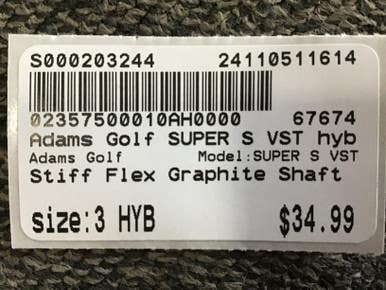 S000203244 24110511614
02357500010AH0000 67674
Adams Golf SUPER S VST hyb
Adams Golf Model:SUPER S VST
Stiff Flex Graphite Shaft
size:3 HYB $34.99